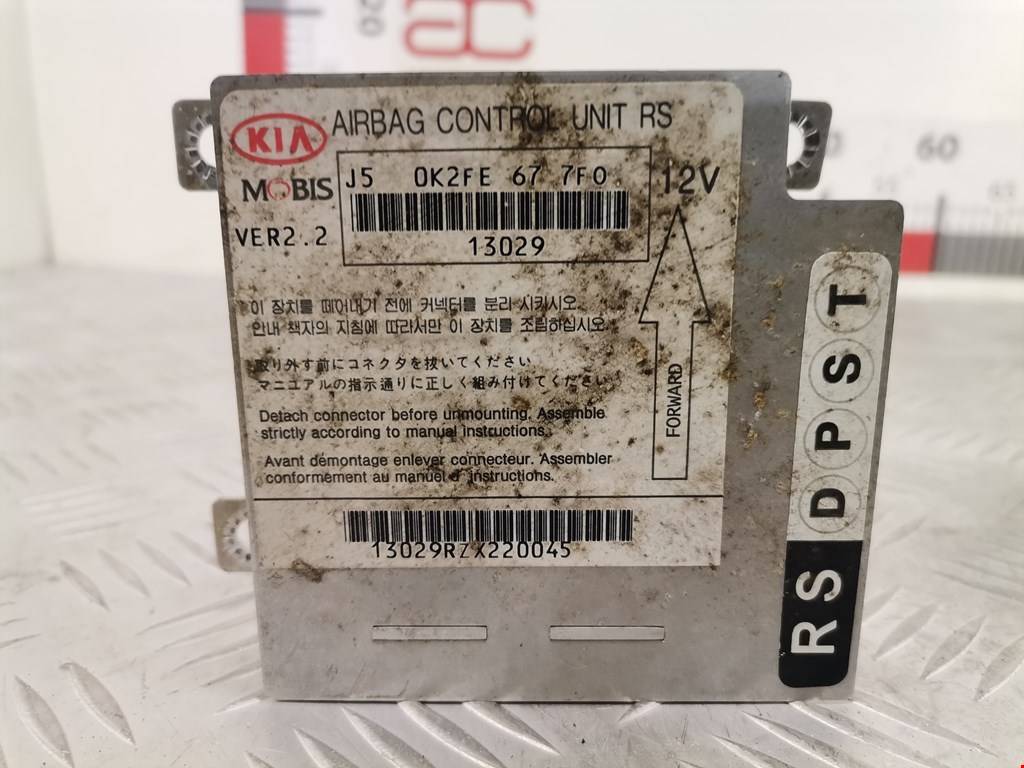 20
ac
60
55
45
KIA
AIRBAG CONTROL UNIT RS
MOBIS
J5 0K2FE 67 7F0
12V
VER2.2
13029
이 장치를 떼어내기 전에 커넥터를 분리 시키시오.
안내 책자의 지침에 따라서만 이 장치를 조립하십시오.
取り外す前にコネクタを抜いてください
マニュアルの指示通りに正しく組み付けてください
Detach connector before unmounting. Assemble
strictly according to manual instructions.
Avant démontage enlever connecteur. Assembler
conformement au manuel d' instructions.
FORWARD
13029RZX220045
RS D P S T